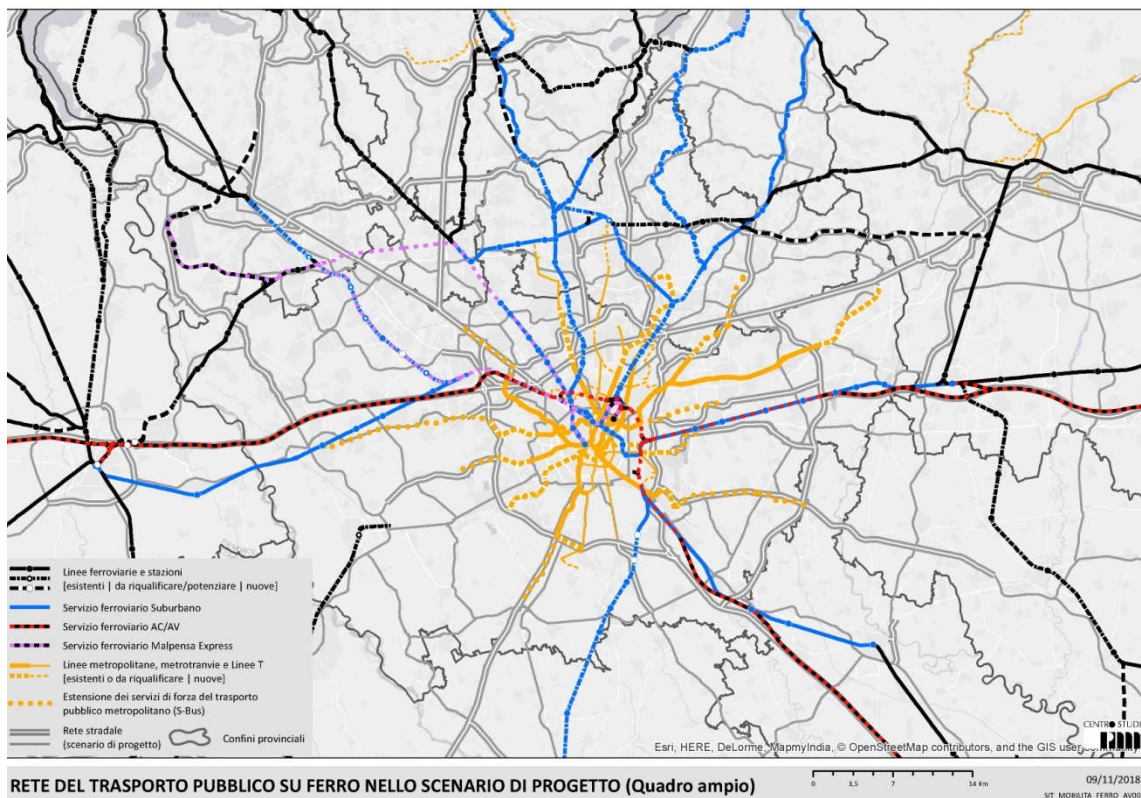 Linee ferroviarie e stazioni
[esistenti | da riqualificare/potenziare | nuove]
Servizio ferroviario Suburbano
Servizio ferroviario AC/AV
Servizio ferroviario Malpensa Express
Linee metropolitane, metrotranvie e Linee T
[esistenti o da riqualificare | nuove]
Estensione dei servizi di forza del trasporto
pubblico metropolitano (S-Bus)
Rete stradale
(scenario di progetto)
Confini provinciali
CENTRO STUDI
PIM
Esri, HERE, DeLorme, MapmyIndia, © OpenStreetMap contributors, and the GIS user community
RETE DEL TRASPORTO PUBBLICO SU FERRO NELLO SCENARIO DI PROGETTO (Quadro ampio)
0 3,5 7 14 Km
09/11/2018
SIT_MOBILITA_FERRO_AV00